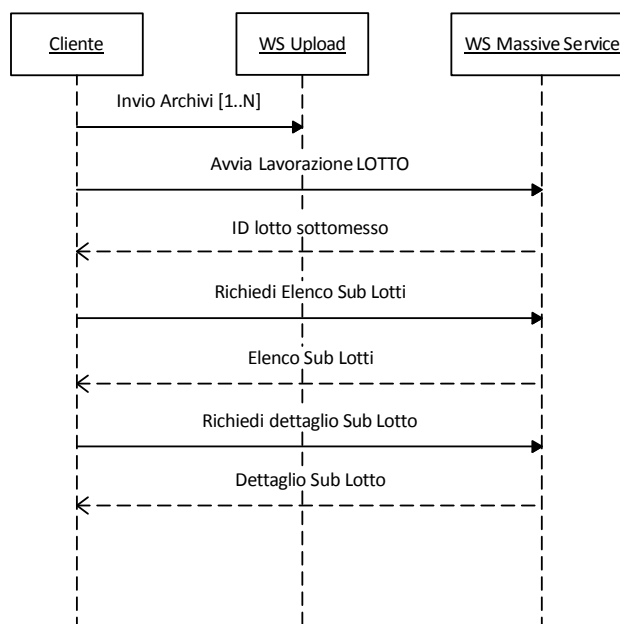 Cliente
WS Upload
WS Massive Service
Invio Archivi [1..N]
Avvia Lavorazione LOTTO
ID lotto sottomesso
Richiedi Elenco Sub Lotti
Elenco Sub Lotti
Richiedi dettaglio Sub Lotto
Dettaglio Sub Lotto